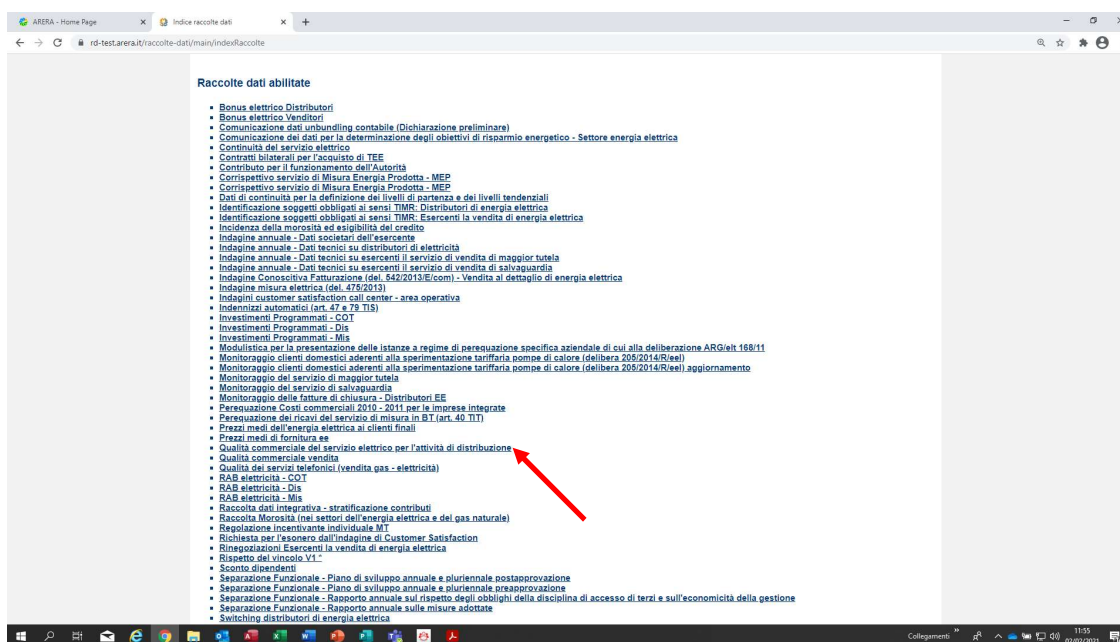 ARERA - Home Page
Indice raccolte dati
rd-test.arera.it/raccolte-dati/main/indexRaccolte
Raccolte dati abilitate
Bonus elettrico Distributori
Bonus elettrico Venditori
Comunicazione dati unbundling contabile (Dichiarazione preliminare)
Comunicazione dei dati per la determinazione degli obiettivi di risparmio energetico - Settore energia elettrica
Continuità del servizio elettrico
Contratti bilaterali per l'acquisto di TEE
Contributo per il funzionamento dell'Autorità
Corrispettivo servizio di Misura Energia Prodotta - MEP
Corrispettivo servizio di Misura Energia Prodotta - MEP
Dati di continuità per la definizione dei livelli di partenza e dei livelli tendenziali
Identificazione soggetti obbligati ai sensi TIMR: Distributori di energia elettrica
Identificazione soggetti obbligati ai sensi TIMR: Esercenti la vendita di energia elettrica
Incidenza della morosità ed esigibilità del credito
Indagine annuale - Dati societari dell'esercente
Indagine annuale - Dati tecnici su distributori di elettricità
Indagine annuale - Dati tecnici su esercenti il servizio di vendita di maggior tutela
Indagine annuale - Dati tecnici su esercenti il servizio di vendita di salvaguardia
Indagine Conoscitiva Fatturazione (del. 542/2013/E/com) - Vendita al dettaglio di energia elettrica
Indagine misura elettrica (del. 475/2013)
Indagini customer satisfaction call center - area operativa
Indennizzi automatici (art. 47 e 79 TIS)
Investimenti Programmati - COT
Investimenti Programmati - Dis
Investimenti Programmati - Mis
Modulistica per la presentazione delle istanze a regime di perequazione specifica aziendale di cui alla deliberazione ARG/elt 168/11
Monitoraggio clienti domestici aderenti alla sperimentazione tariffaria pompe di calore (delibera 205/2014/R/eel)
Monitoraggio clienti domestici aderenti alla sperimentazione tariffaria pompe di calore (delibera 205/2014/R/eel) aggiornamento
Monitoraggio del servizio di maggior tutela
Monitoraggio del servizio di salvaguardia
Monitoraggio delle fatture di chiusura - Distributori EE
Perequazione Costi commerciali 2010 - 2011 per le imprese integrate
Perequazione dei ricavi del servizio di misura in BT (art. 40 TIT)
Prezzi medi dell'energia elettrica ai clienti finali
Prezzi medi di fornitura ee
Qualità commerciale del servizio elettrico per l'attività di distribuzione
Qualità commerciale vendita
Qualità dei servizi telefonici (vendita gas - elettricità)
RAB elettricità - COT
RAB elettricità - Dis
RAB elettricità - Mis
Raccolta dati integrativa - stratificazione contributi
Raccolta Morosità (nei settori dell'energia elettrica e del gas naturale)
Regolazione incentivante individuale MT
Richiesta per l'esonero dall'indagine di Customer Satisfaction
Rinegoziazioni Esercenti la vendita di energia elettrica
Rispetto del vincolo V1 *
Sconto dipendenti
Separazione Funzionale - Piano di sviluppo annuale e pluriennale postapprovazione
Separazione Funzionale - Piano di sviluppo annuale e pluriennale preapprovazione
Separazione Funzionale - Rapporto annuale sul rispetto degli obblighi della disciplina di accesso di terzi e sull'economicità della gestione
Separazione Funzionale - Rapporto annuale sulle misure adottate
Switching distributori di energia elettrica
Collegamenti
11:55
02/02/2021